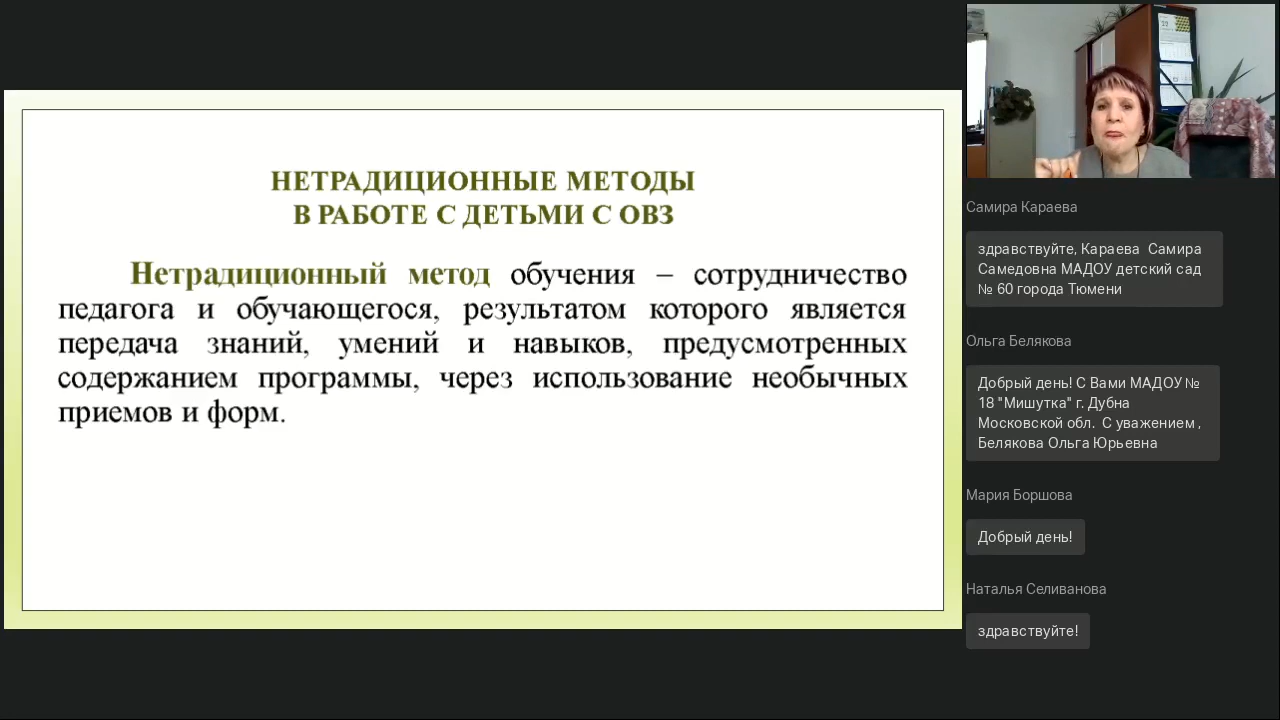 НЕТРАДИЦИОННЫЕ МЕТОДЫ
В РАБОТЕ С ДЕТЬМИ С ОВЗ
Нетрадиционный метод обучения – сотрудничество
педагога и обучающегося, результатом которого является
передача знаний, умений и навыков, предусмотренных
содержанием программы, через использование необычных
приемов и форм.
Самира Караева
здравствуйте, Караева Самира
Самедовна МАДОУ детский сад
№ 60 города Тюмени
Ольга Белякова
Добрый день! С Вами МАДОУ №
18 "Мишутка" г. Дубна
Московской обл. С уважением ,
Белякова Ольга Юрьевна
Мария Боршова
Добрый день!
Наталья Селиванова
здравствуйте!